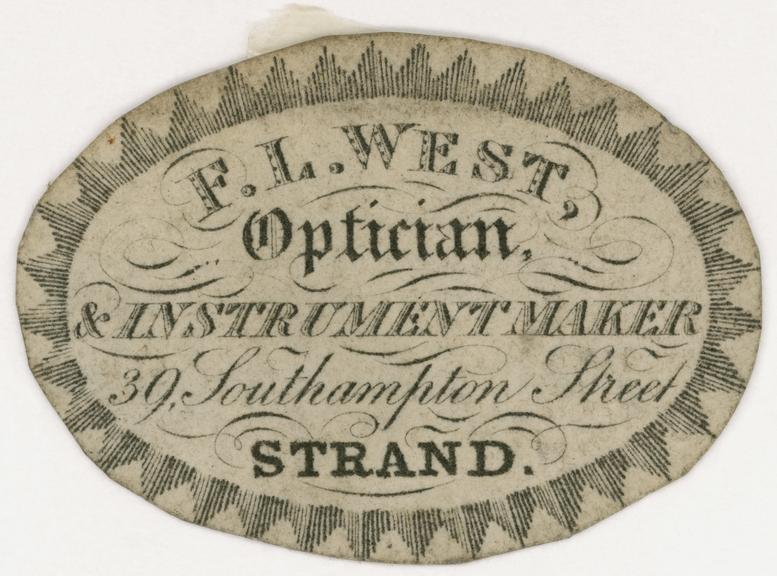 F. L. WEST,
Optician,
& INSTRUMENT MAKER
39, Southampton Street
STRAND.